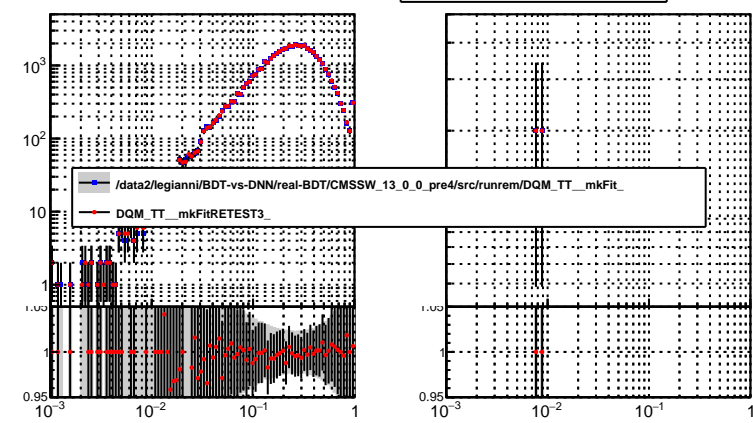 10³
10²
/data2/legianni/BDT-vs-DNN/real-BDT/CMSSW_13_0_0_pre4/src/runrem/DQM_TT__mkFit_
DQM_TT__mkFitRETEST3_
10
1
1.05 1.05
1 1
0.95 0.95
10⁻³ 10⁻² 10⁻¹ 1 10⁻³ 10⁻² 10⁻¹ 1